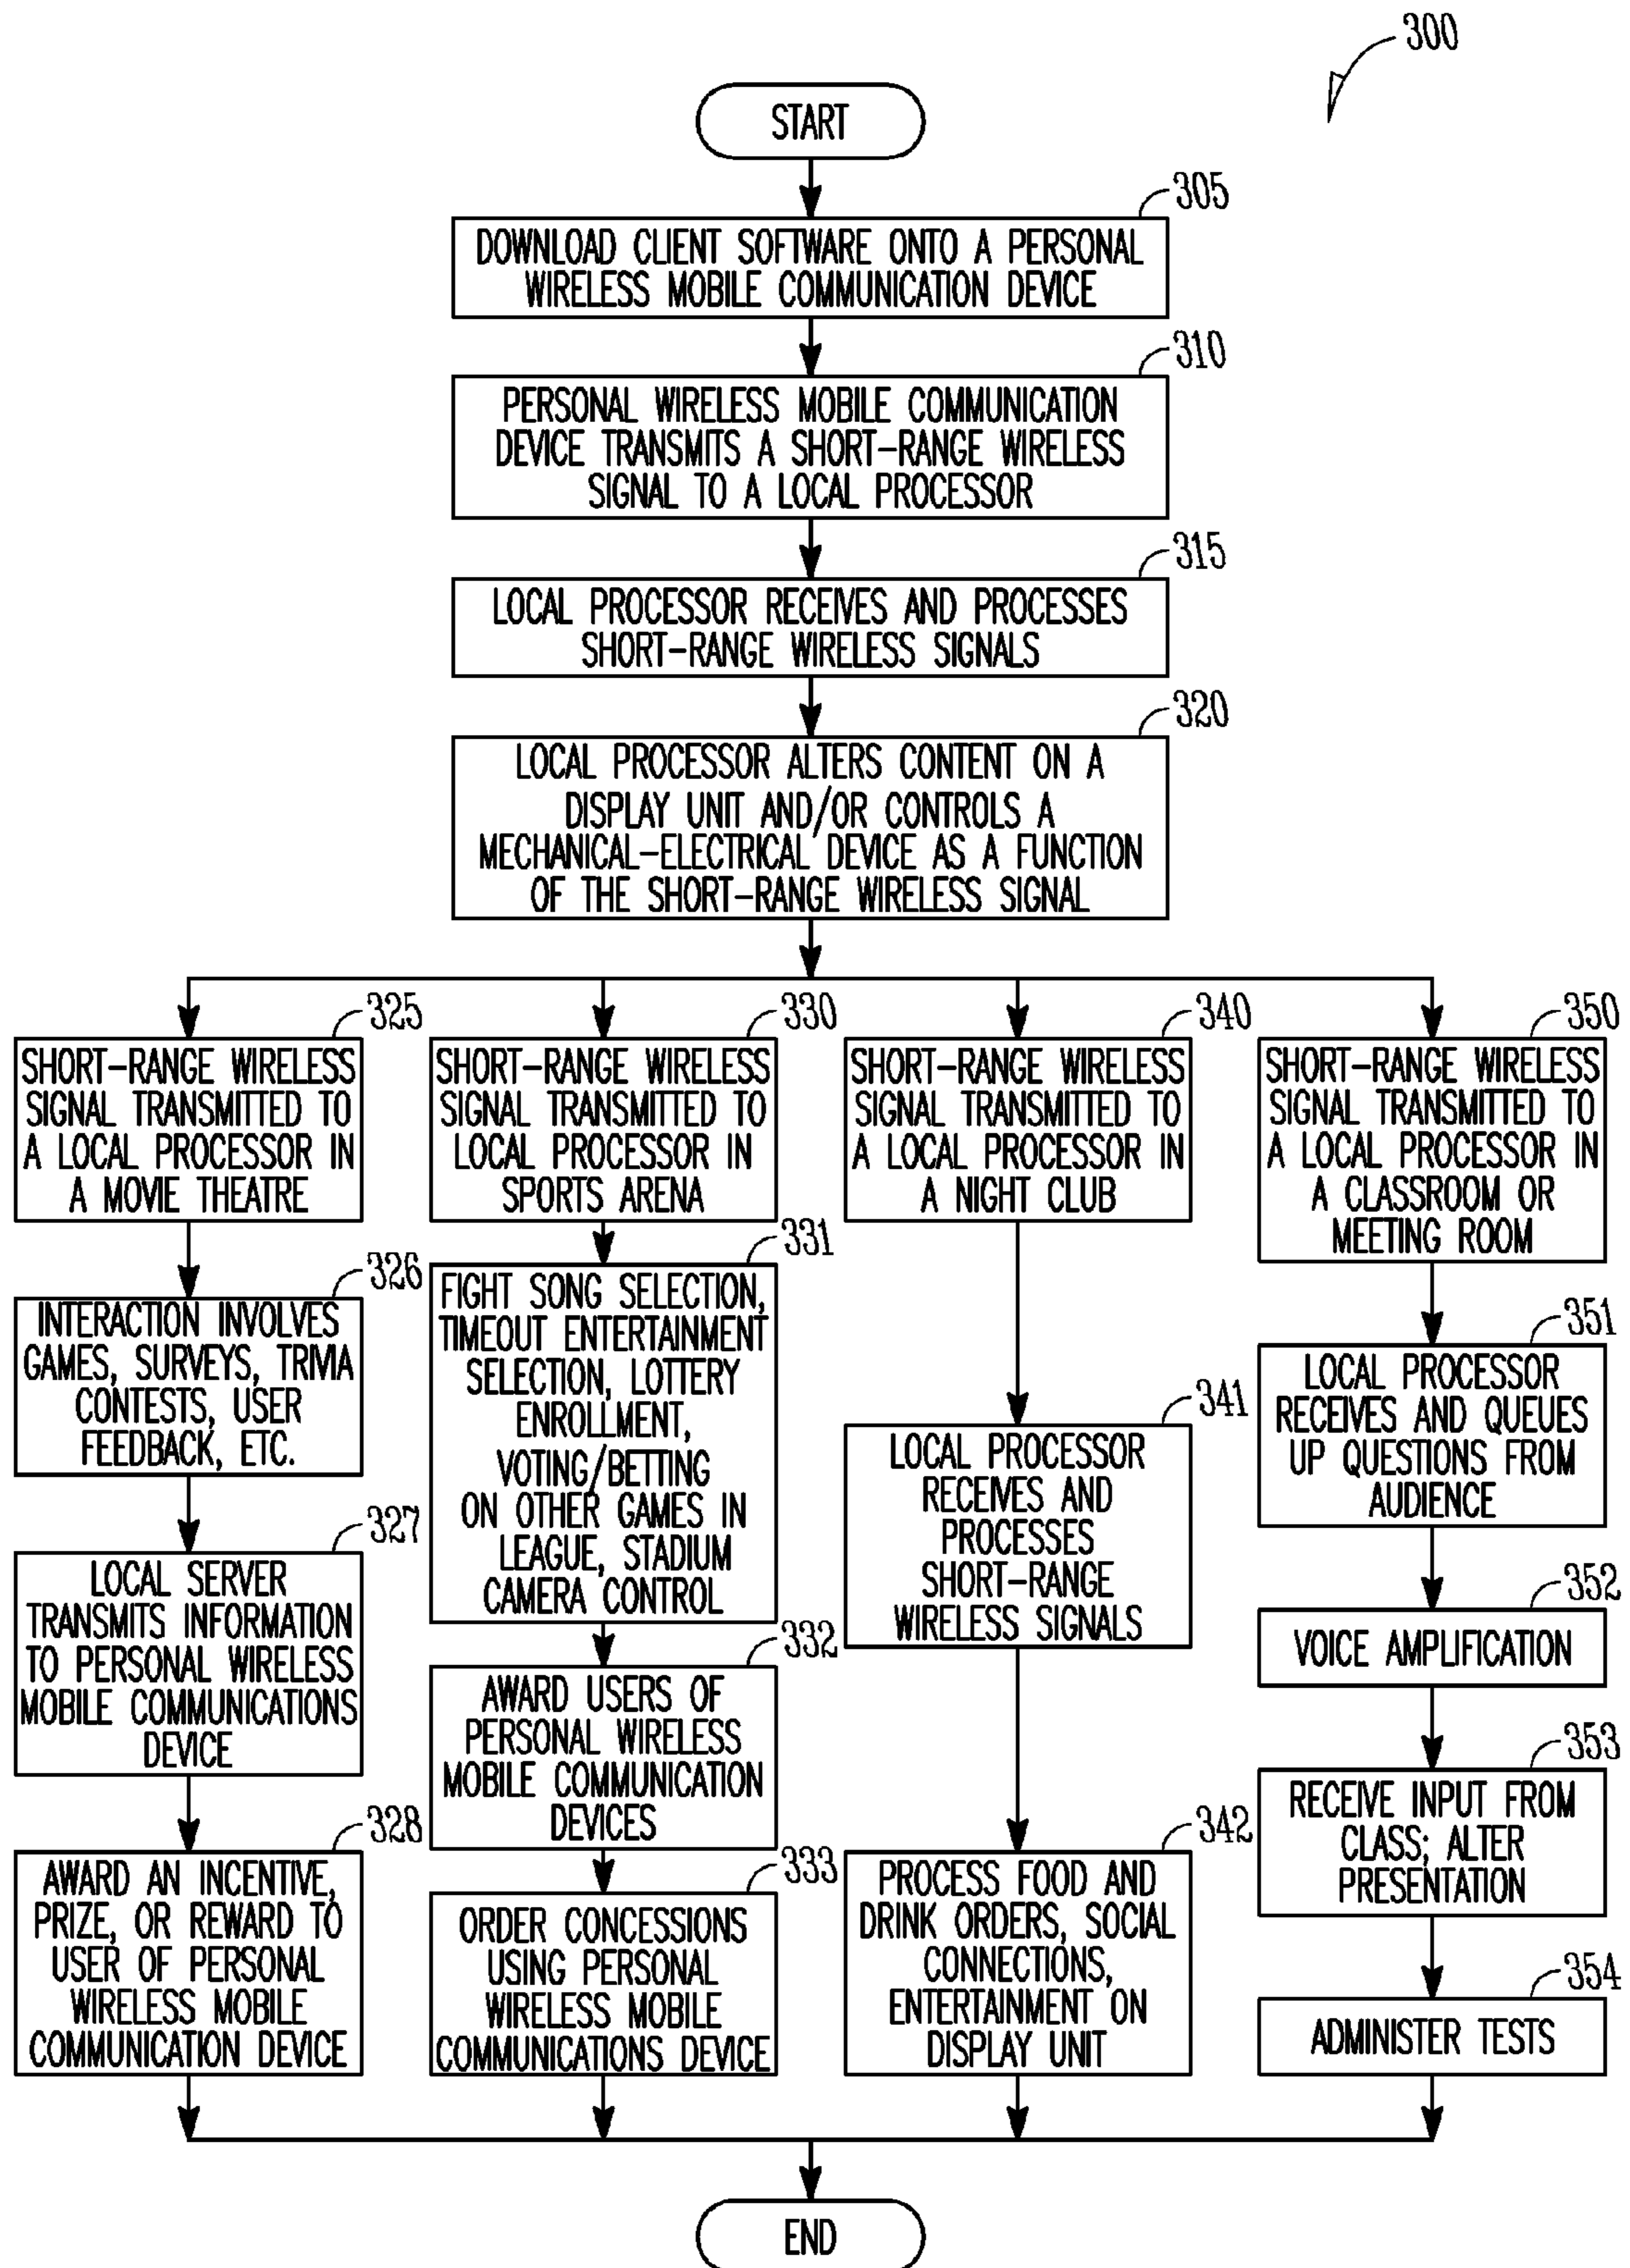 300
START
305
DOWNLOAD CLIENT SOFTWARE ONTO A PERSONAL
WIRELESS MOBILE COMMUNICATION DEVICE
310
PERSONAL WIRELESS MOBILE COMMUNICATION
DEVICE TRANSMITS A SHORT-RANGE WIRELESS
SIGNAL TO A LOCAL PROCESSOR
315
LOCAL PROCESSOR RECEIVES AND PROCESSES
SHORT-RANGE WIRELESS SIGNALS
320
LOCAL PROCESSOR ALTERS CONTENT ON A
DISPLAY UNIT AND/OR CONTROLS A
MECHANICAL-ELECTRICAL DEVICE AS A FUNCTION
OF THE SHORT-RANGE WIRELESS SIGNAL
325
SHORT-RANGE WIRELESS
SIGNAL TRANSMITTED TO
A LOCAL PROCESSOR IN
A MOVIE THEATRE
326
INTERACTION INVOLVES
GAMES, SURVEYS, TRIVIA
CONTESTS, USER
FEEDBACK, ETC.
327
LOCAL SERVER
TRANSMITS INFORMATION
TO PERSONAL WIRELESS
MOBILE COMMUNICATIONS
DEVICE
328
AWARD AN INCENTIVE,
PRIZE, OR REWARD TO
USER OF PERSONAL
WIRELESS MOBILE
COMMUNICATION DEVICE
330
SHORT-RANGE WIRELESS
SIGNAL TRANSMITTED TO
LOCAL PROCESSOR IN
SPORTS ARENA
331
FIGHT SONG SELECTION,
TIMEOUT ENTERTAINMENT
SELECTION, LOTTERY
ENROLLMENT,
VOTING/BETTING
ON OTHER GAMES IN
LEAGUE, STADIUM
CAMERA CONTROL
332
AWARD USERS OF
PERSONAL WIRELESS
MOBILE COMMUNICATION
DEVICES
333
ORDER CONCESSIONS
USING PERSONAL
WIRELESS MOBILE
COMMUNICATIONS DEVICE
340
SHORT-RANGE WIRELESS
SIGNAL TRANSMITTED TO
A LOCAL PROCESSOR IN
A NIGHT CLUB
341
LOCAL PROCESSOR
RECEIVES AND
PROCESSES
SHORT-RANGE
WIRELESS SIGNALS
342
PROCESS FOOD AND
DRINK ORDERS, SOCIAL
CONNECTIONS,
ENTERTAINMENT ON
DISPLAY UNIT
350
SHORT-RANGE WIRELESS
SIGNAL TRANSMITTED TO
A LOCAL PROCESSOR IN
A CLASSROOM OR
MEETING ROOM
351
LOCAL PROCESSOR
RECEIVES AND QUEUES
UP QUESTIONS FROM
AUDIENCE
352
VOICE AMPLIFICATION
353
RECEIVE INPUT FROM
CLASS; ALTER
PRESENTATION
354
ADMINISTER TESTS
END